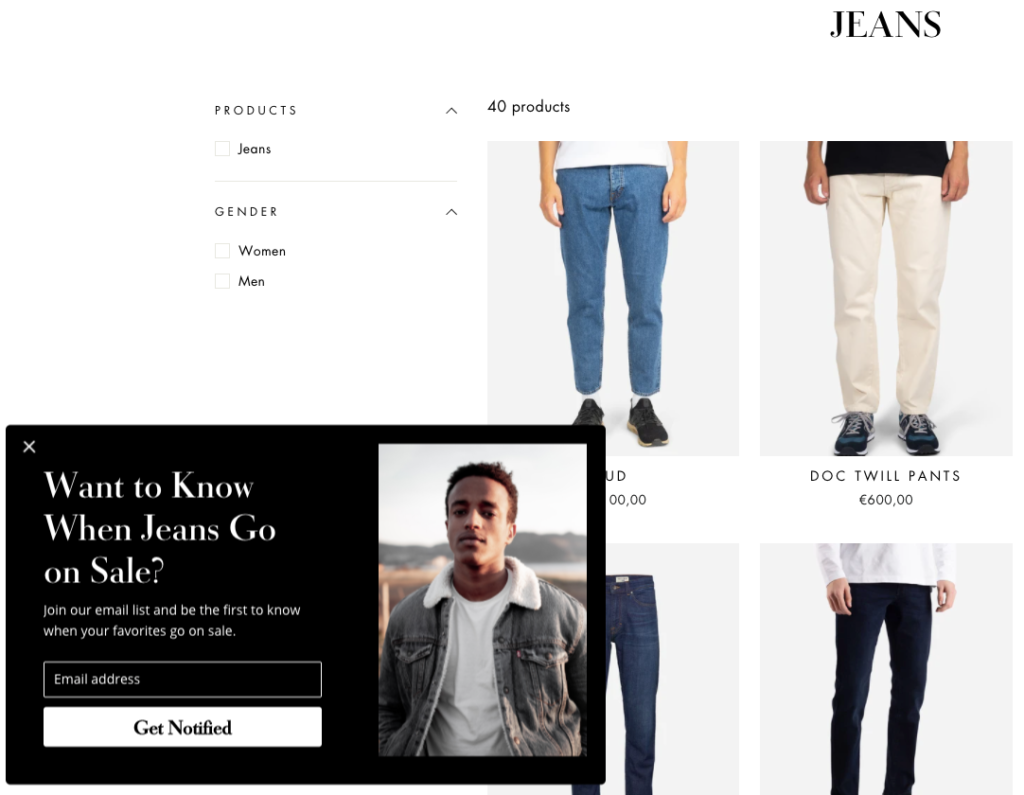 JEANS
PRODUCTS
Jeans
GENDER
Women
Men
40 products
UD
00,00
DOC TWILL PANTS
€600,00
Want to Know
When Jeans Go
on Sale?
Join our email list and be the first to know
when your favorites go on sale.
Email address
Get Notified